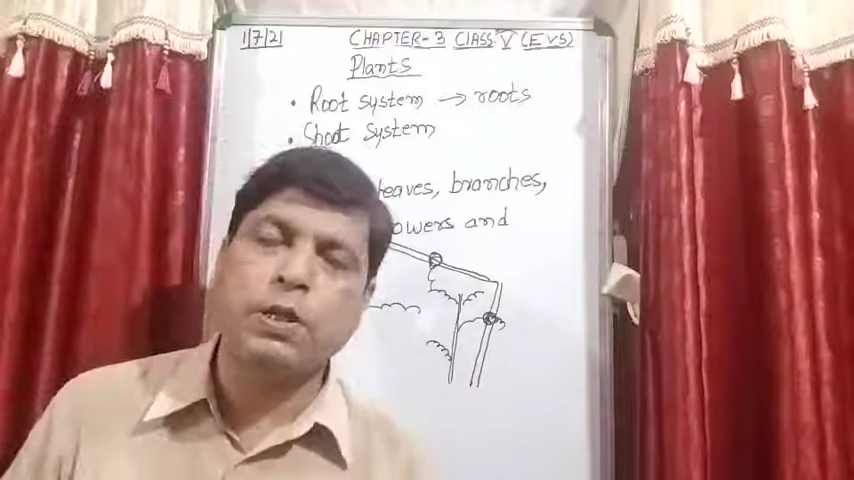 1/7/21 CHAPTER-3 CLASS V (EVS)
Plants
• Root system → roots
• Shoot System
leaves, branches,
owers and